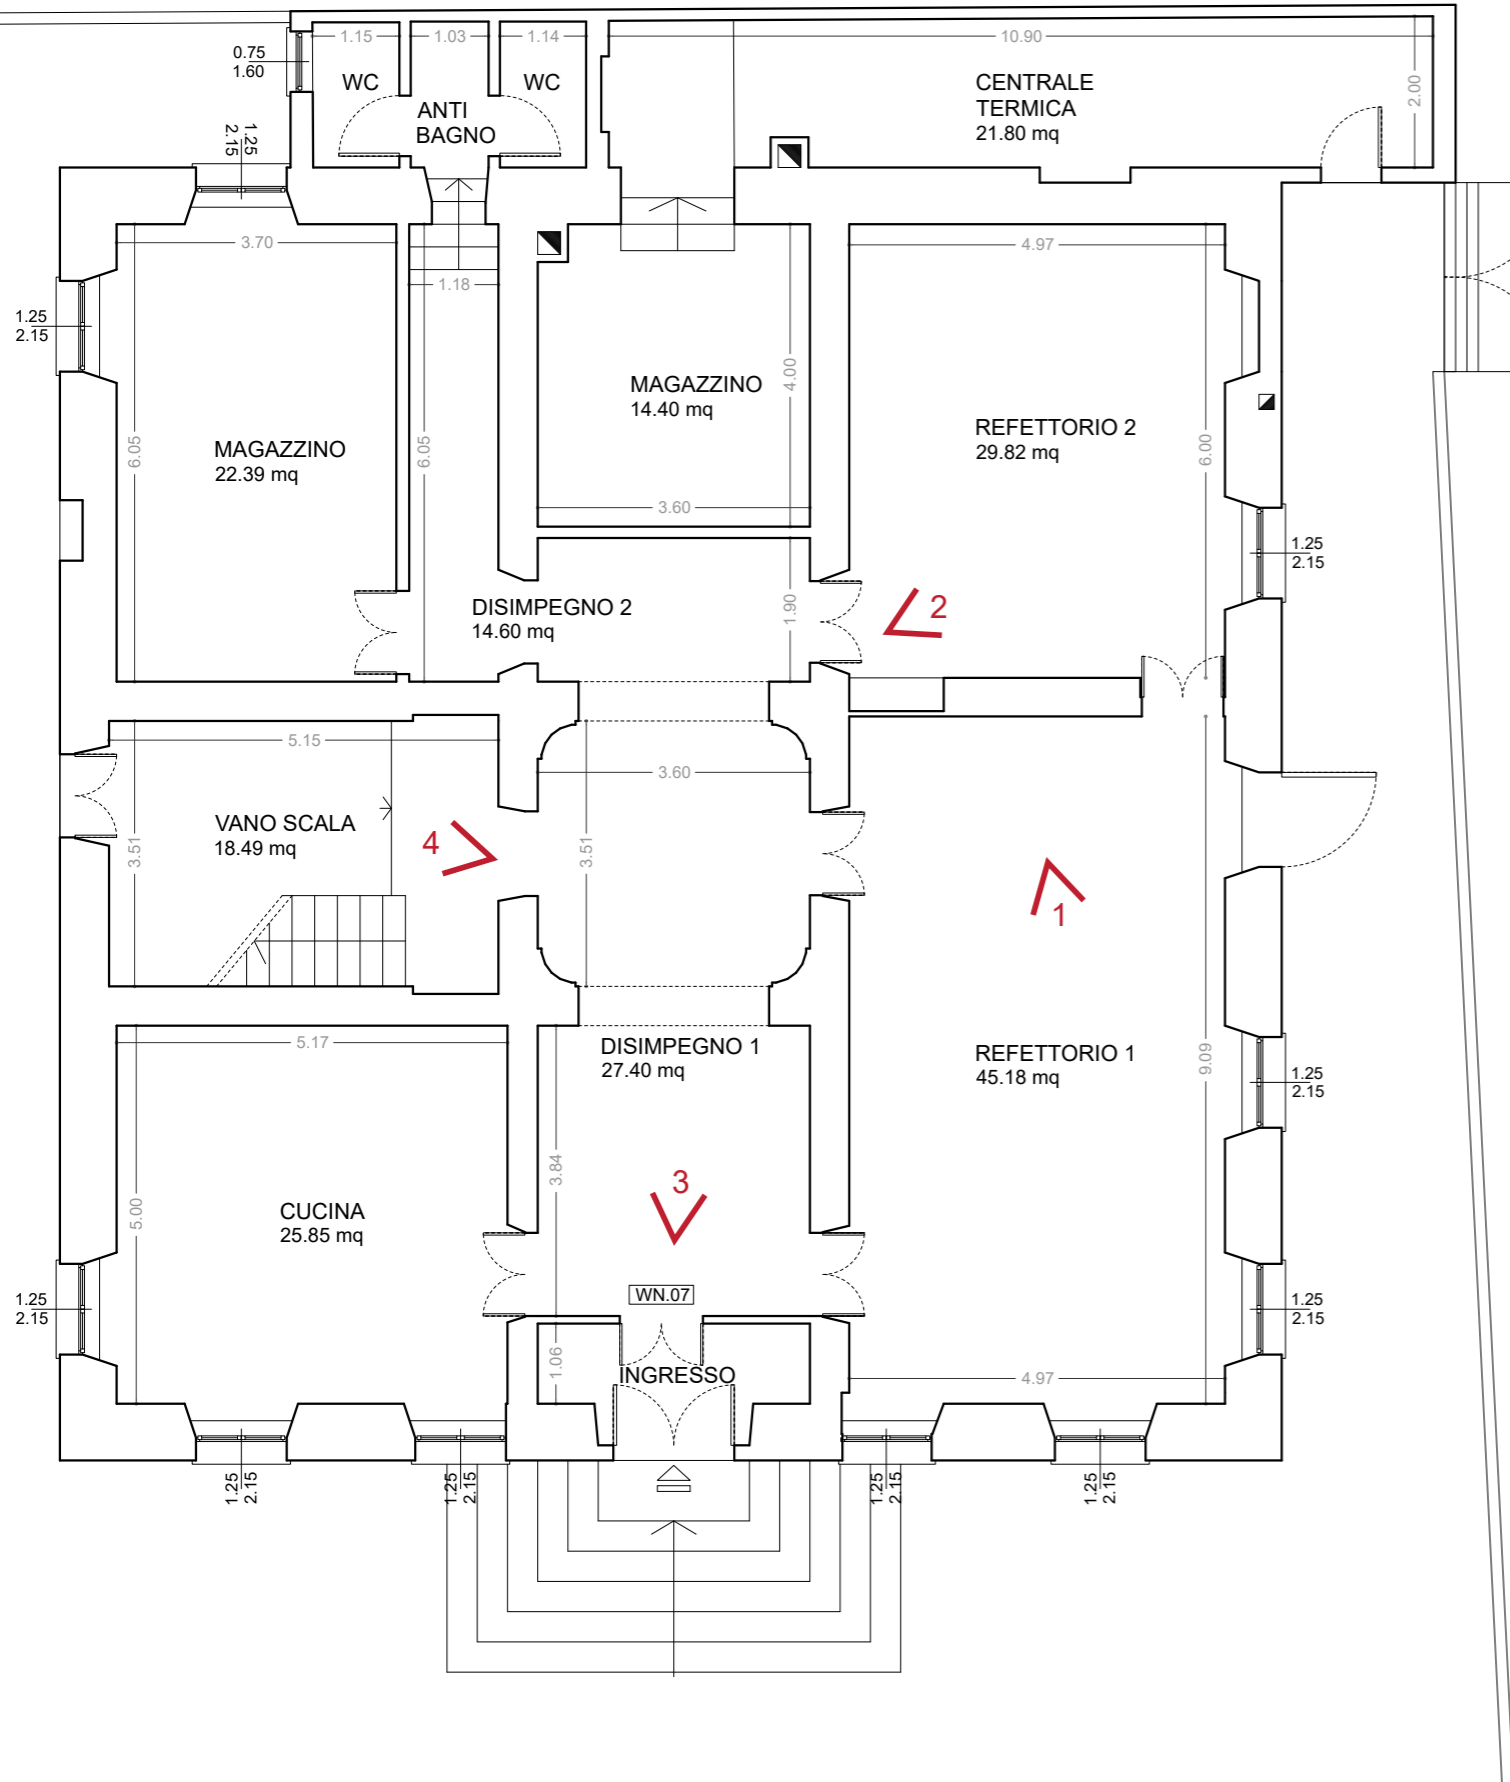 1.15
1.03
1.14
10.90
0.75
1.60
WC
WC
CENTRALE
TERMICA
21.80 mq
2.00
ANTI
BAGNO
1.25
2.15
3.70
4.97
1.18
1.25
2.15
4.00
MAGAZZINO
14.40 mq
MAGAZZINO
22.39 mq
6.05
6.05
REFETTORIO 2
29.82 mq
6.00
3.60
1.25
2.15
DISIMPEGNO 2
14.60 mq
1.90
2
5.15
3.60
VANO SCALA
18.49 mq
3.51
4
3.51
1
DISIMPEGNO 1
27.40 mq
5.17
REFETTORIO 1
45.18 mq
9.09
1.25
2.15
3.84
3
CUCINA
25.85 mq
5.00
WN.07
1.25
2.15
1.25
2.15
1.06
INGRESSO
4.97
1.25
2.15
1.25
2.15
1.25
2.15
1.25
2.15